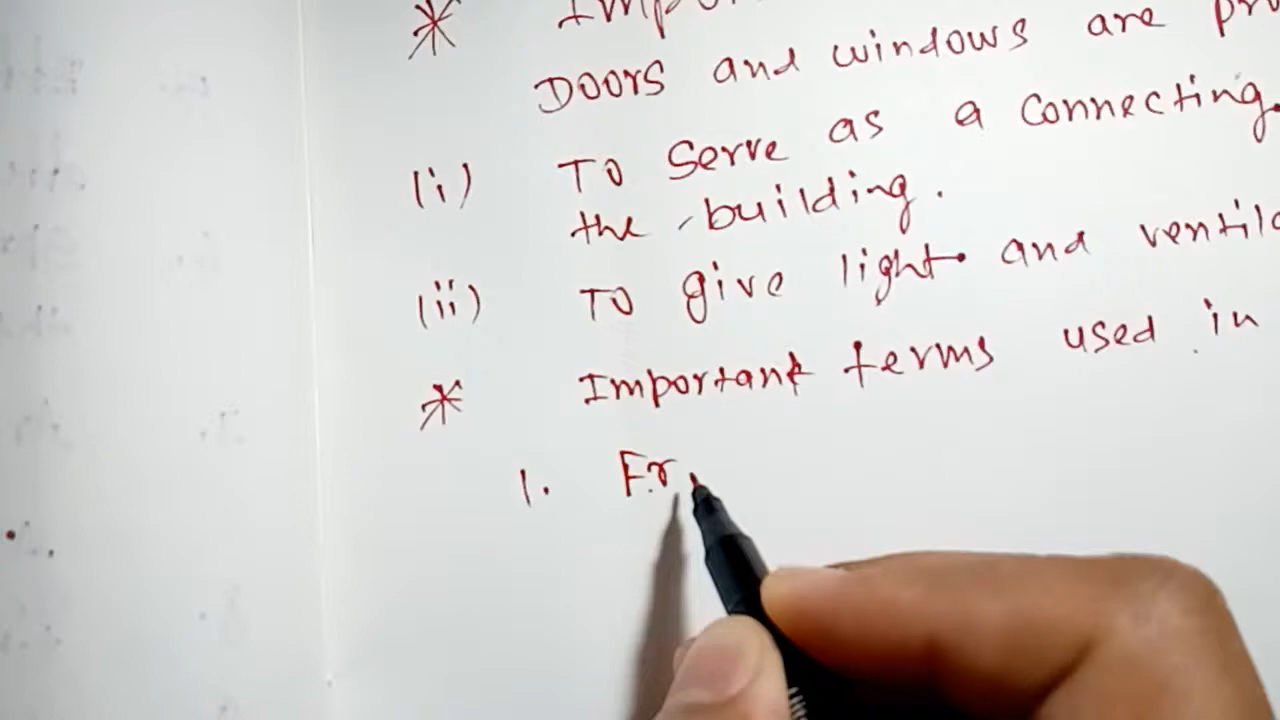 *
DOORS and windows are
(i) To Serve as a Connecting
the building.
(ii) To give light and
* Important terms used in
1. Fr